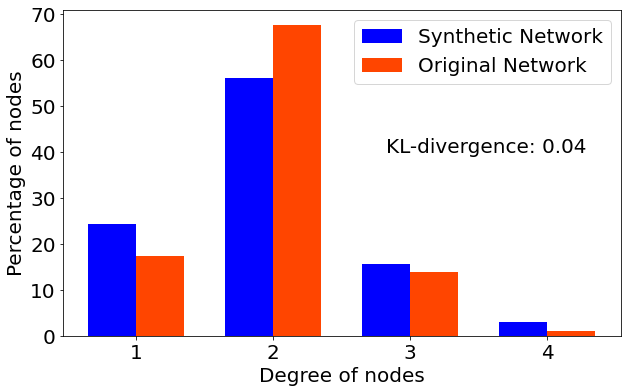 70
60
50
40
30
20
10
0
Percentage of nodes
Synthetic Network
Original Network
KL-divergence: 0.04
1 2 3 4
Degree of nodes